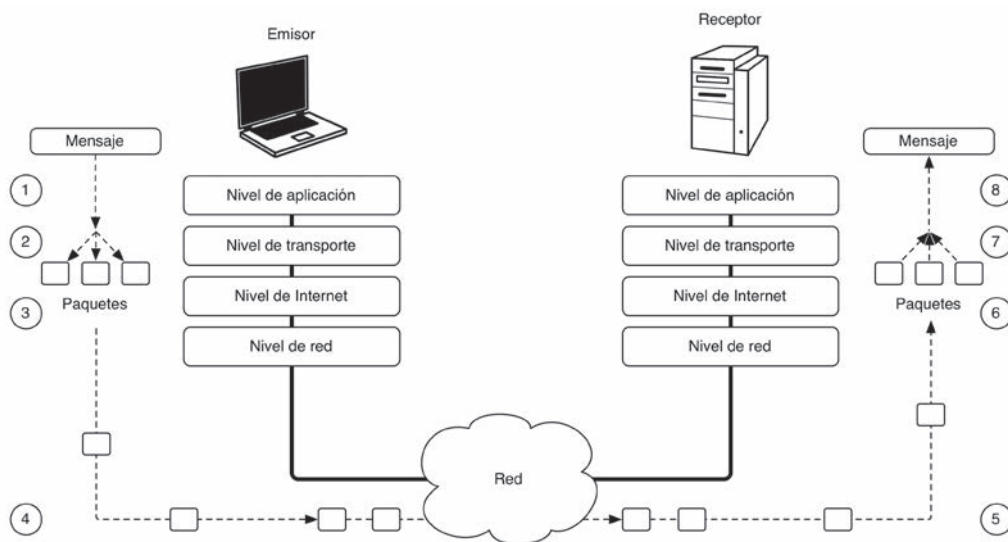 Emisor
Receptor
Mensaje
Mensaje
1
Nivel de aplicación
Nivel de aplicación
8
2
Nivel de transporte
Nivel de transporte
7
3
Paquetes
Nivel de Internet
Nivel de Internet
Paquetes
6
Nivel de red
Nivel de red
Red
4
5